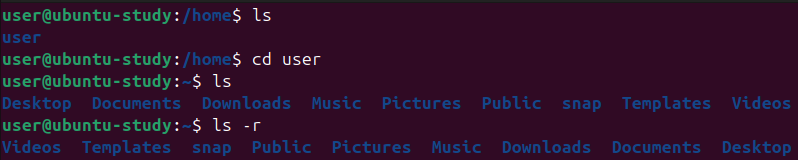 user@ubuntu-study:/home$ ls
user
user@ubuntu-study:/home$ cd user
user@ubuntu-study:~$ ls
Desktop  Documents  Downloads  Music  Pictures  Public  snap  Templates  Videos
user@ubuntu-study:~$ ls -r
Videos  Templates  snap  Public  Pictures  Music  Downloads  Documents  Desktop